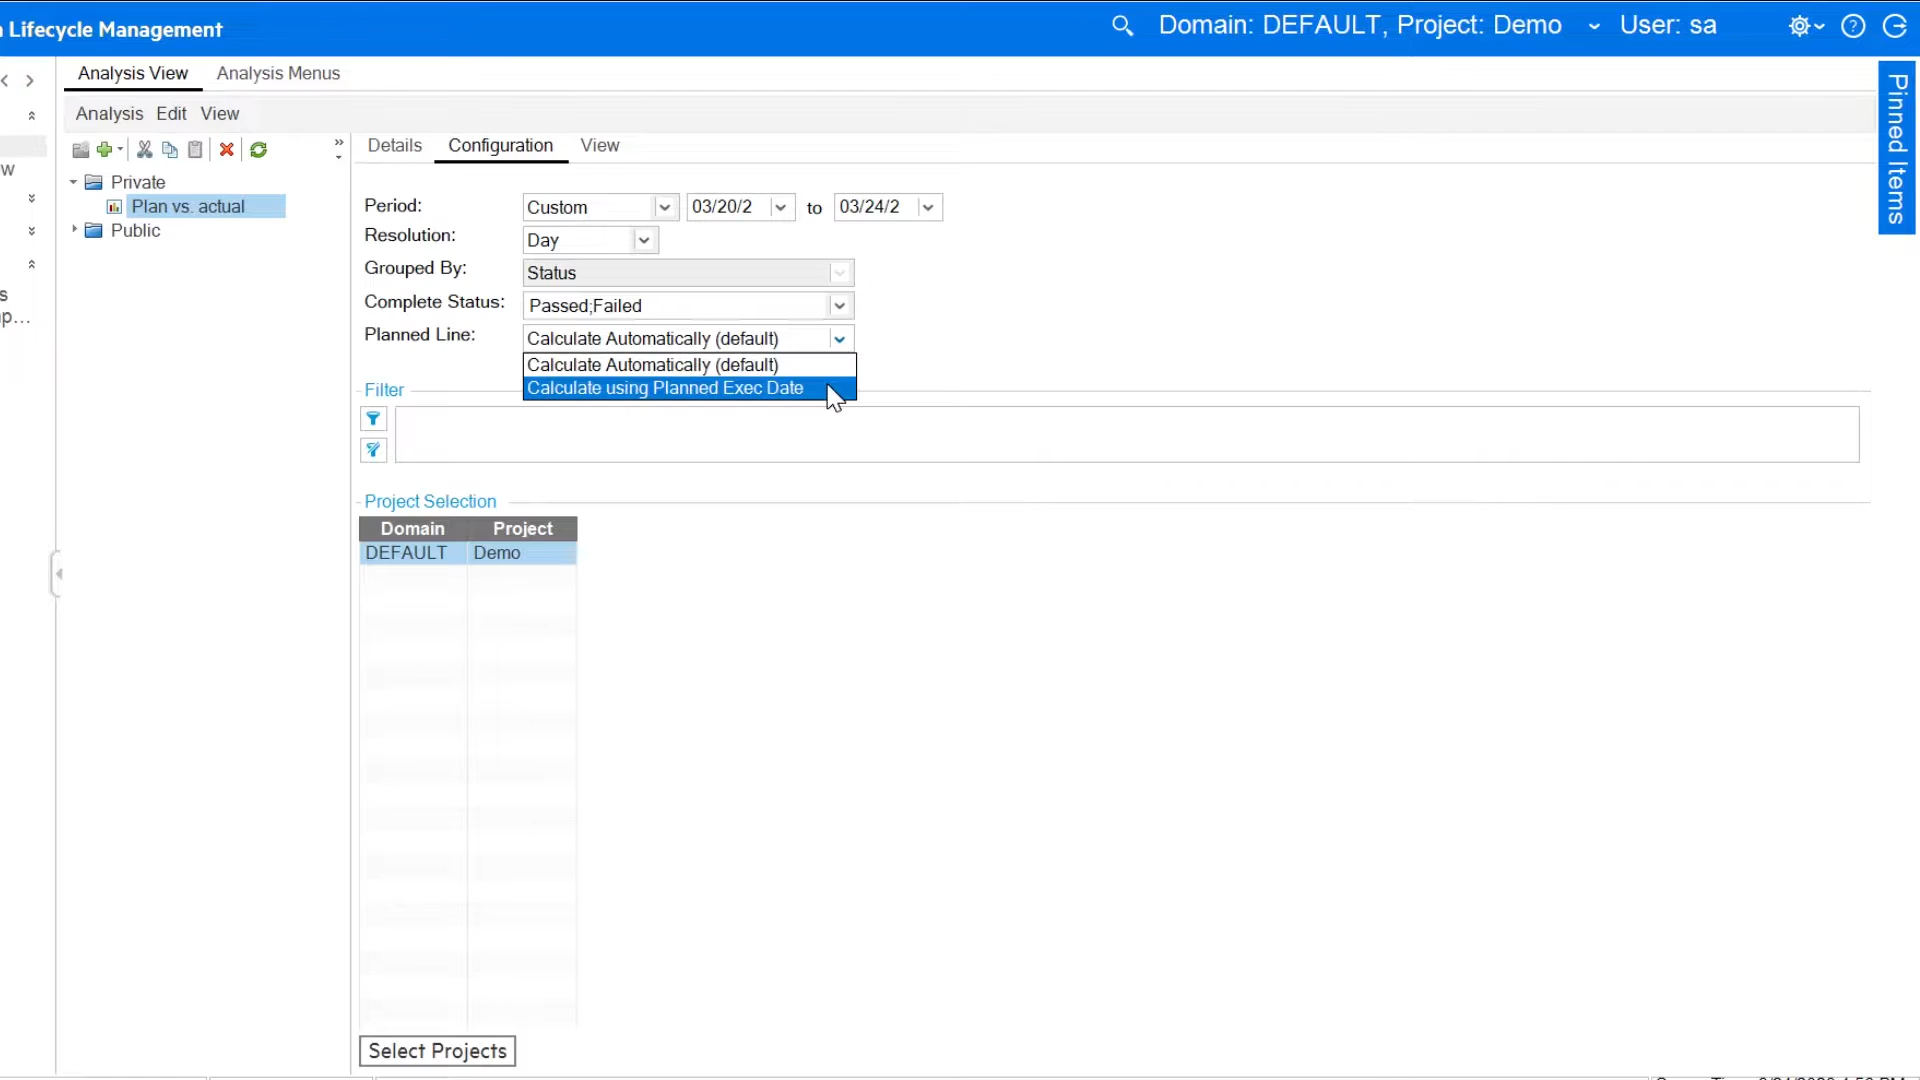 Lifecycle Management
Domain: DEFAULT, Project: Demo
User: sa
Analysis View
Analysis Menus
Analysis Edit View
Details
Configuration
View
Private
Plan vs. actual
Public
Period:
Custom
03/20/2
to
03/24/2
Resolution:
Day
Grouped By:
Status
Complete Status:
Passed;Failed
Planned Line:
Calculate Automatically (default)
Calculate Automatically (default)
Calculate using Planned Exec Date
Filter
Project Selection
Domain
Project
DEFAULT
Demo
Select Projects
Pinned Items